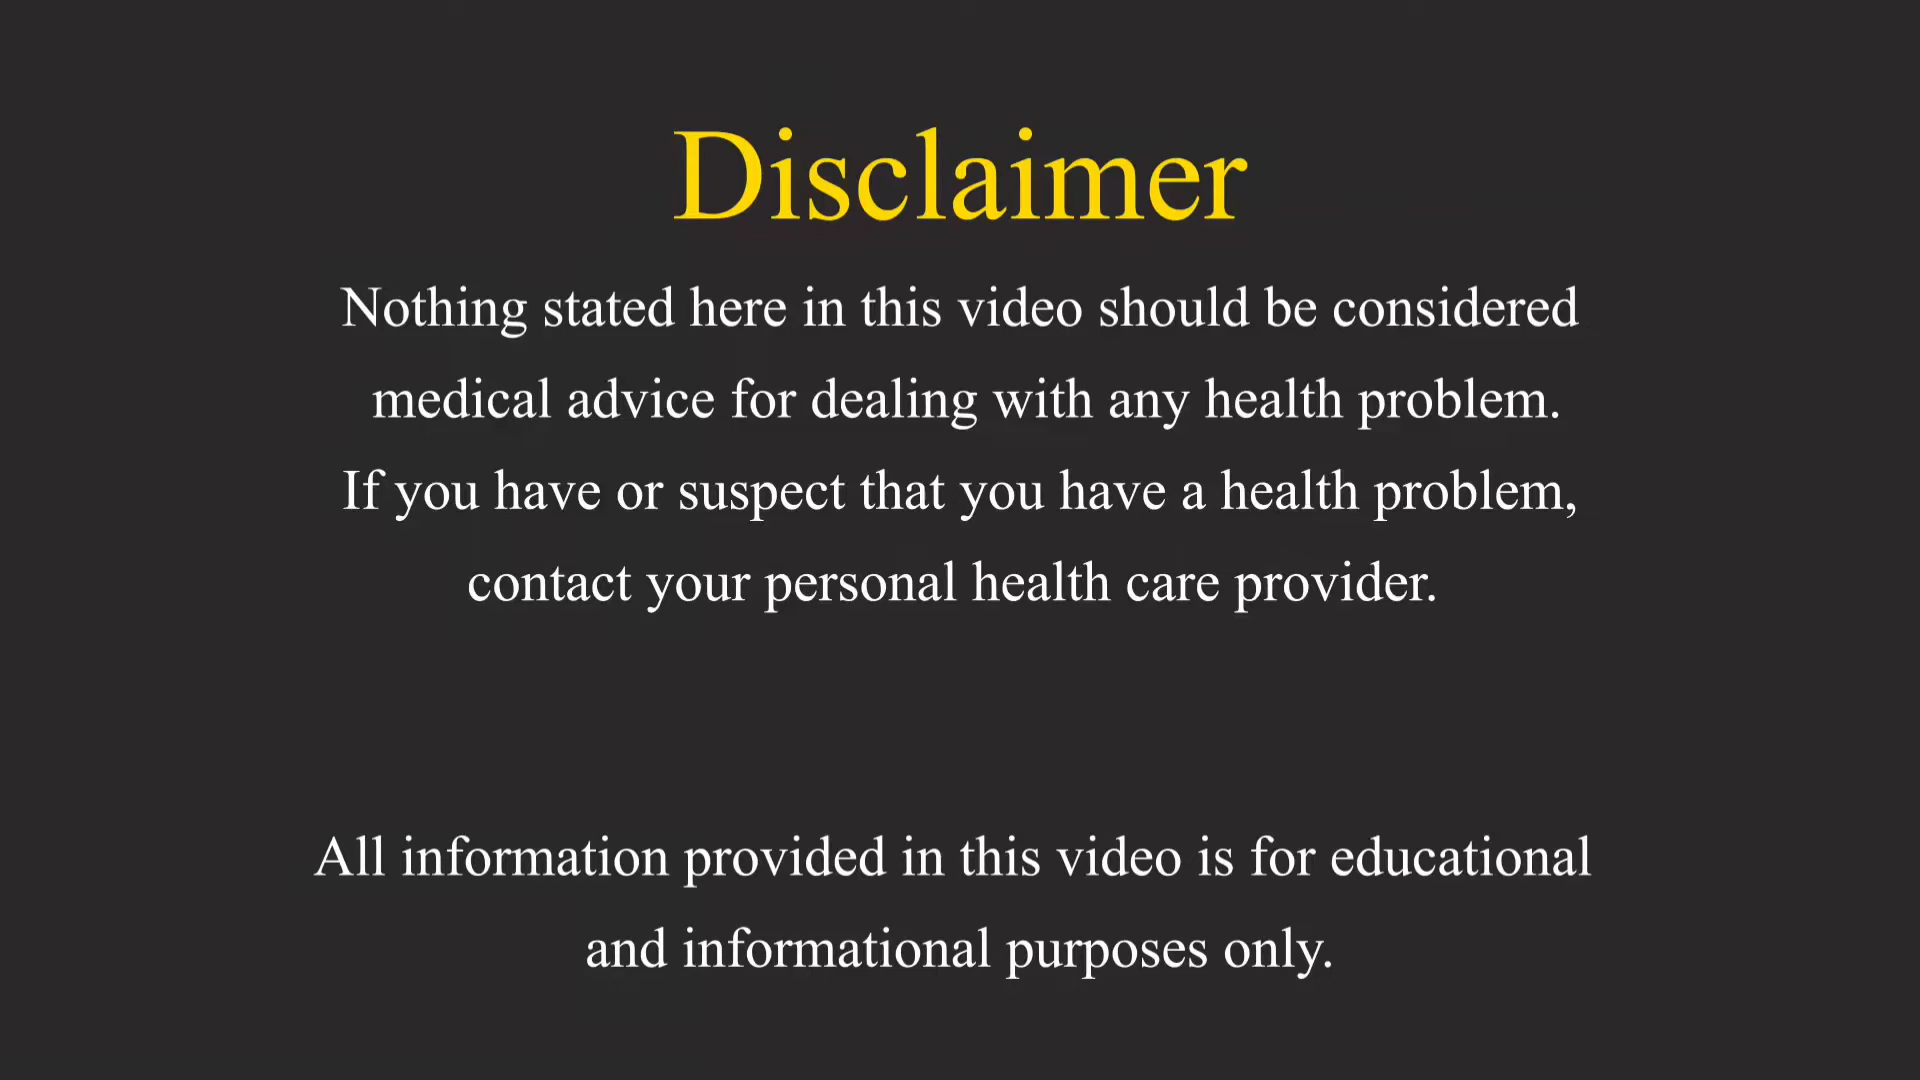 Disclaimer
Nothing stated here in this video should be considered
medical advice for dealing with any health problem.
If you have or suspect that you have a health problem,
contact your personal health care provider.
All information provided in this video is for educational
and informational purposes only.